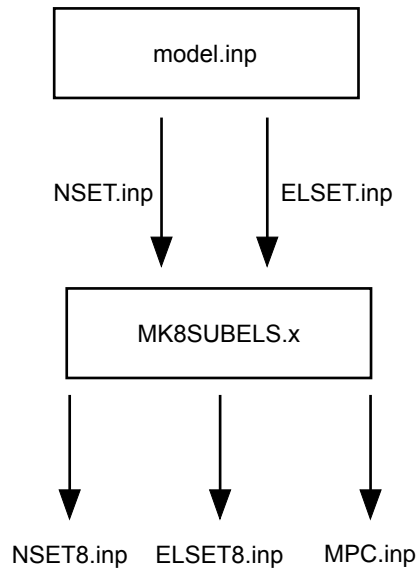 model.inp
NSET.inp
ELSET.inp
MK8SUBELS.x
NSET8.inp
ELSET8.inp
MPC.inp